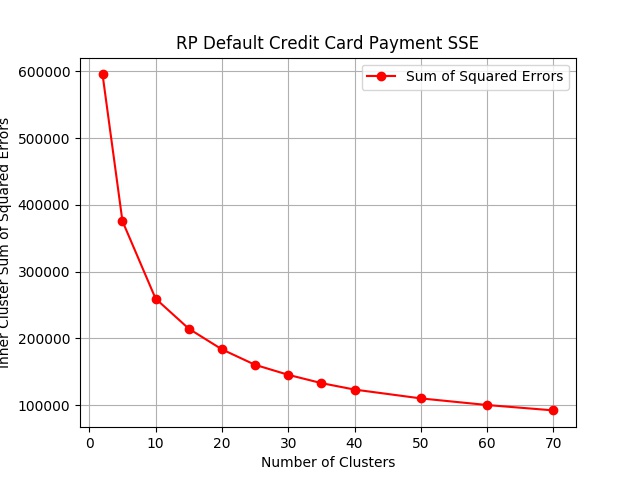 RP Default Credit Card Payment SSE
Sum of Squared Errors
600000
500000
400000
300000
200000
100000
Inner Cluster Sum of Squared Errors
0 10 20 30 40 50 60 70
Number of Clusters